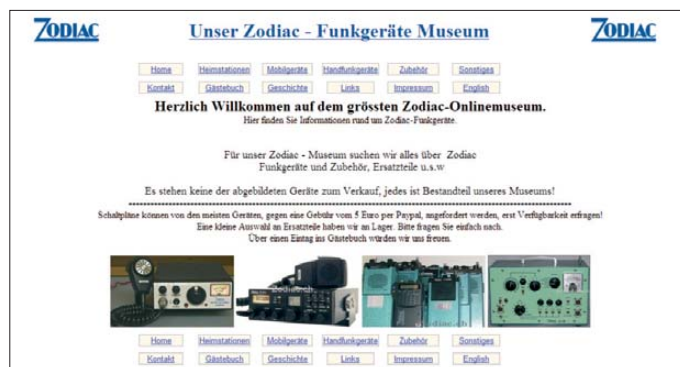 ZODIAC
Unser Zodiac - Funkgeräte Museum
ZODIAC
Home Heimstationen Mobilgeräte Handfunkgeräte Zubehör Sonstiges
Kontakt Gästebuch Geschichte Links Impressum English
Herzlich Willkommen auf dem grössten Zodiac-Onlinemuseum.
Hier finden Sie Informationen rund um Zodiac-Funkgeräte.
Für unser Zodiac - Museum suchen wir alles über Zodiac
Funkgeräte und Zubehör, Ersatzteile u.s.w
Es stehen keine der abgebildeten Geräte zum Verkauf, jedes ist Bestandteil unseres Museums!
Schaltpläne können von den meisten Geräten, gegen eine Gebühr vom 5 Euro per Paypal, angefordert werden, erst Verfügbarkeit erfragen!
Eine kleine Auswahl an Ersatzteile haben wir an Lager. Bitte fragen Sie einfach nach.
Über einen Eintag ins Gästebuch würden wir uns freuen.
Zodiac.ch
Zodiac.ch
Home Heimstationen Mobilgeräte Handfunkgeräte Zubehör Sonstiges
Kontakt Gästebuch Geschichte Links Impressum English